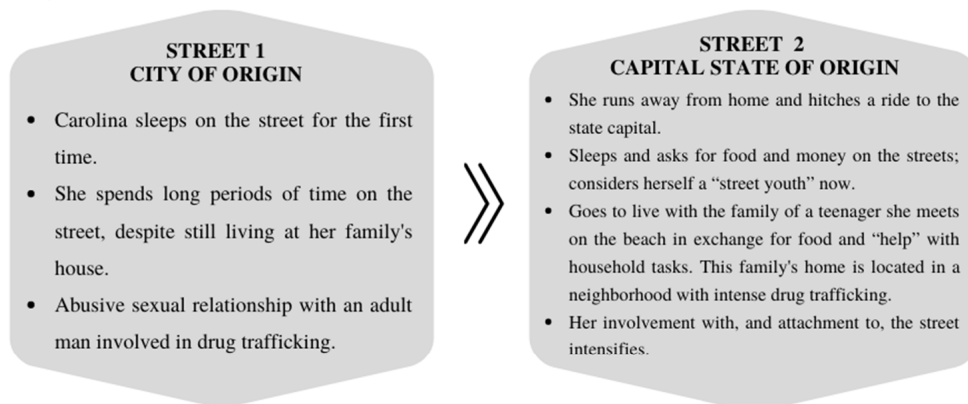 STREET 1
CITY OF ORIGIN
• Carolina sleeps on the street for the first
time.
• She spends long periods of time on the
street, despite still living at her family's
house.
• Abusive sexual relationship with an adult
man involved in drug trafficking.
STREET 2
CAPITAL STATE OF ORIGIN
• She runs away from home and hitches a ride to the
state capital.
• Sleeps and asks for food and money on the streets;
considers herself a “street youth” now.
• Goes to live with the family of a teenager she meets
on the beach in exchange for food and “help” with
household tasks. This family's home is located in a
neighborhood with intense drug trafficking.
• Her involvement with, and attachment to, the street
intensifies.